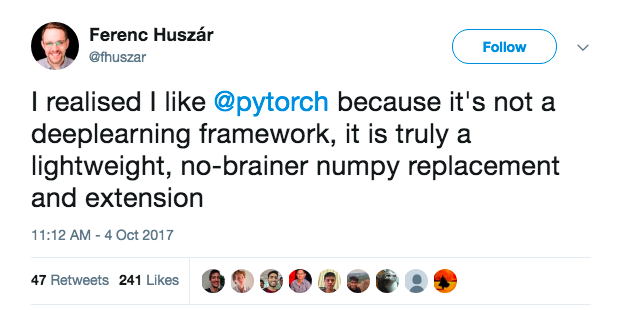 Ferenc Huszár
@fhuszar
Follow
I realised I like @pytorch because it's not a
deeplearning framework, it is truly a
lightweight, no-brainer numpy replacement
and extension
11:12 AM - 4 Oct 2017
47 Retweets 241 Likes